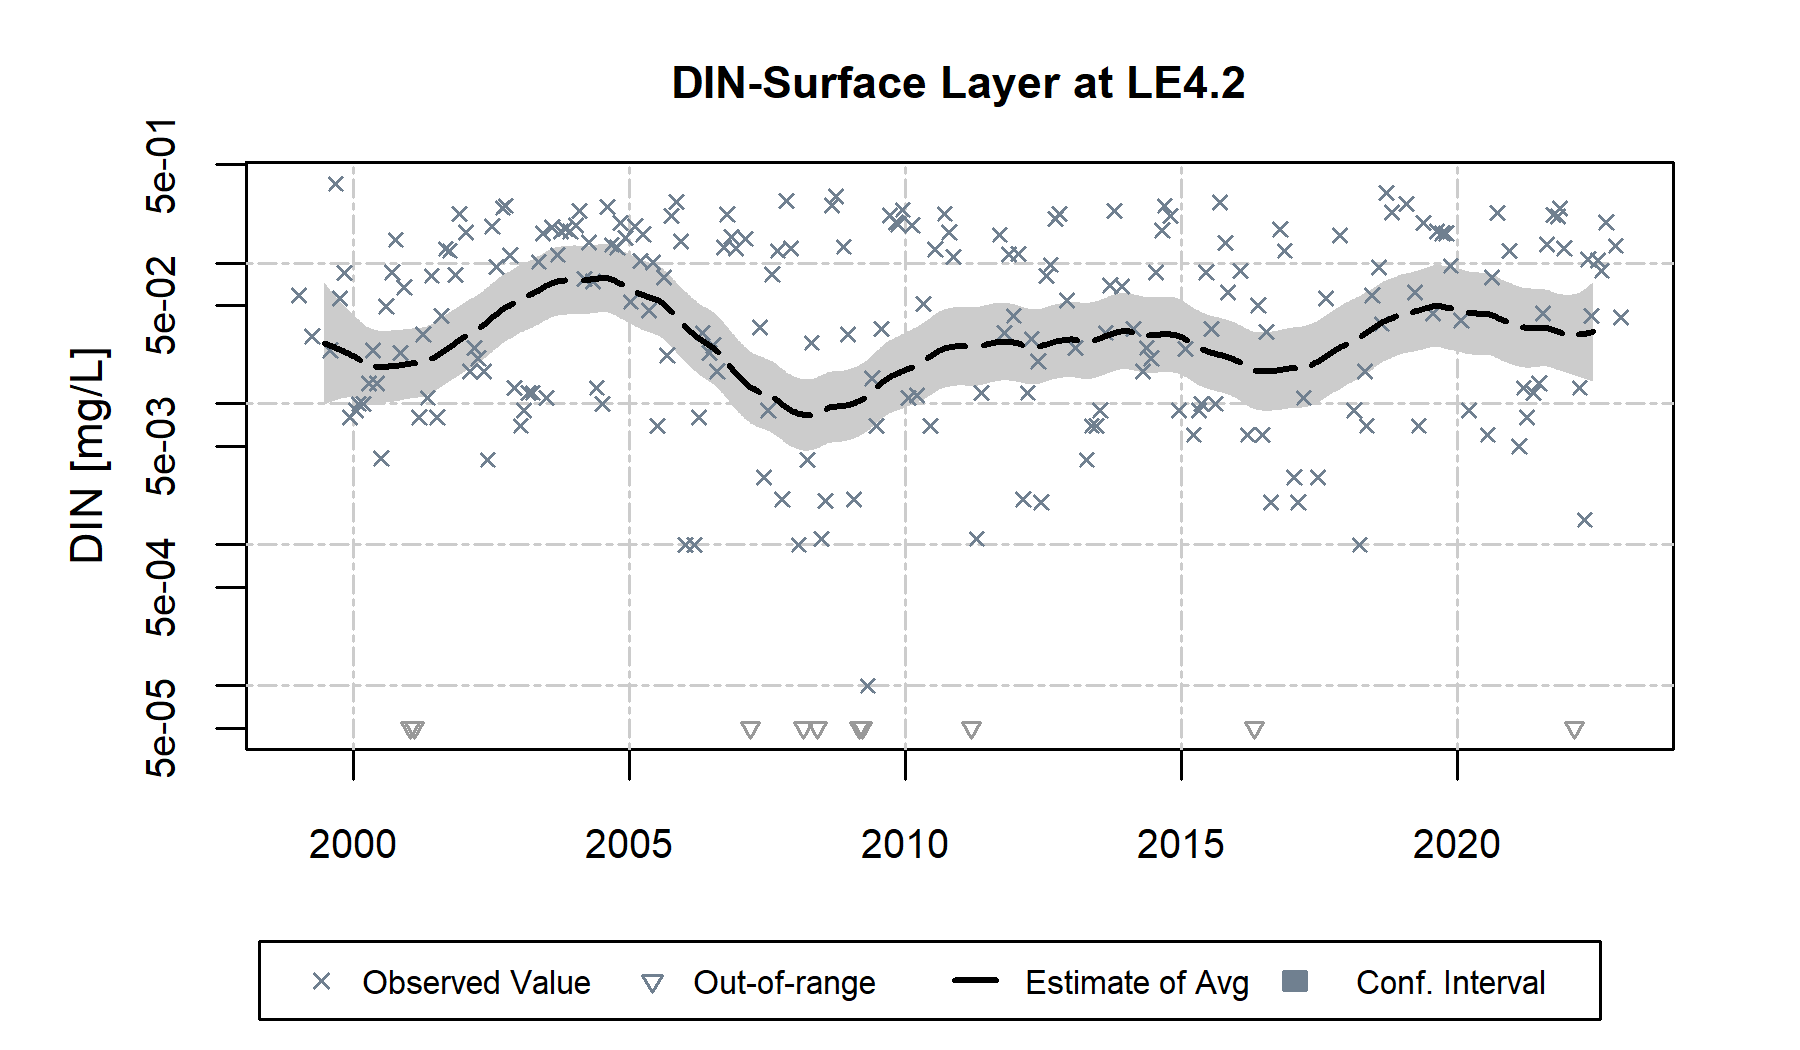 DIN-Surface Layer at LE4.2
DIN [mg/L]
5e-01
5e-02
5e-03
5e-04
5e-05
2000 2005 2010 2015 2020
Observed Value Out-of-range Estimate of Avg Conf. Interval